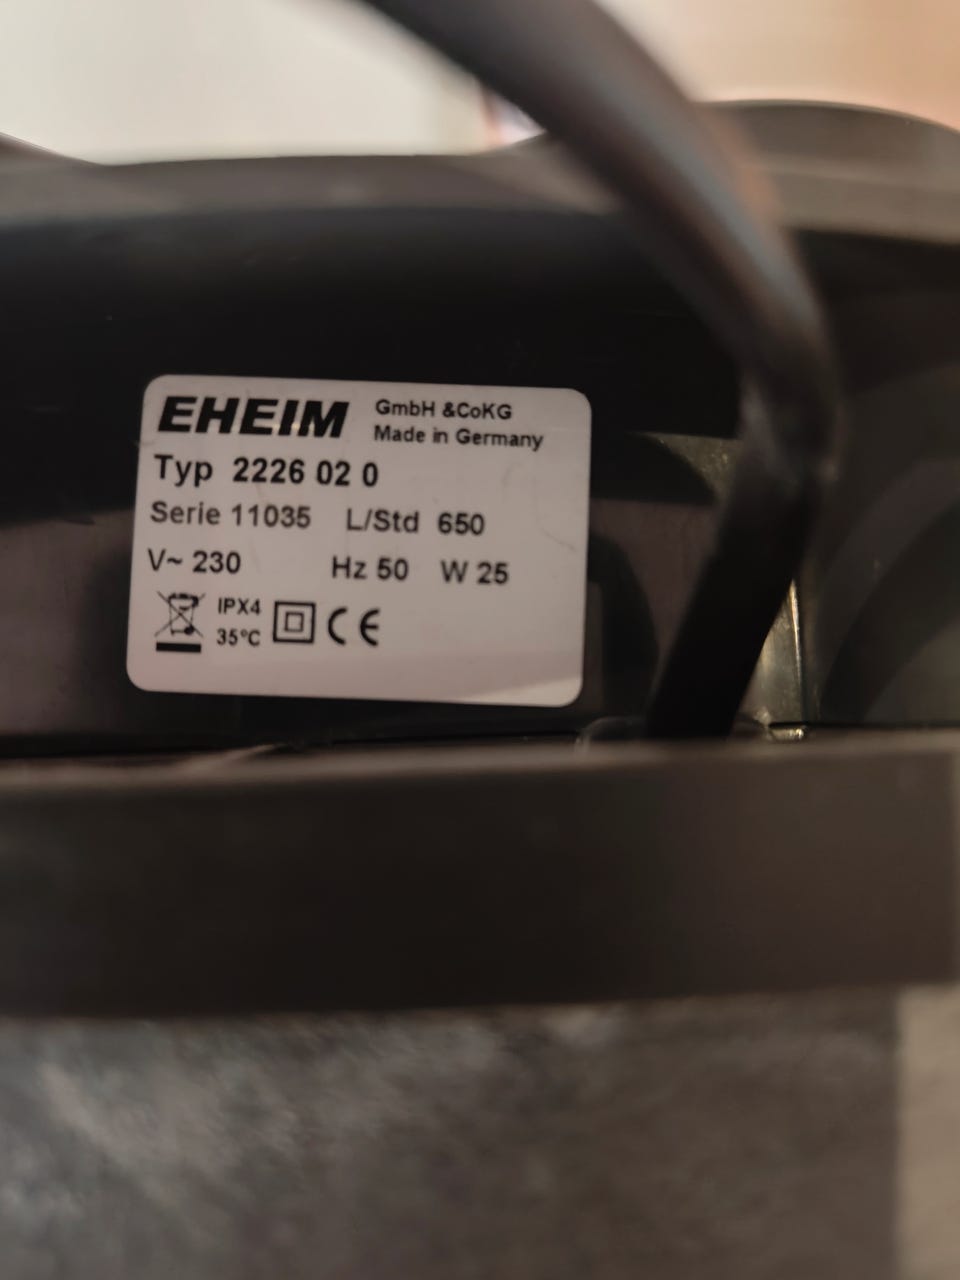 EHEIM GmbH &CoKG
Made in Germany
Typ 2226 02 0
Serie 11035 L/Std 650
V~ 230 Hz 50 W 25
IPX4
35°C CE